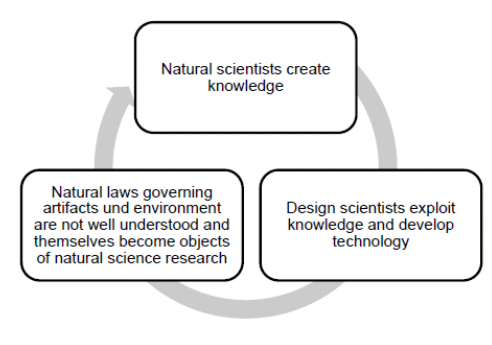 Natural scientists create
knowledge
Natural laws governing
artifacts und environment
are not well understood and
themselves become objects
of natural science research
Design scientists exploit
knowledge and develop
technology